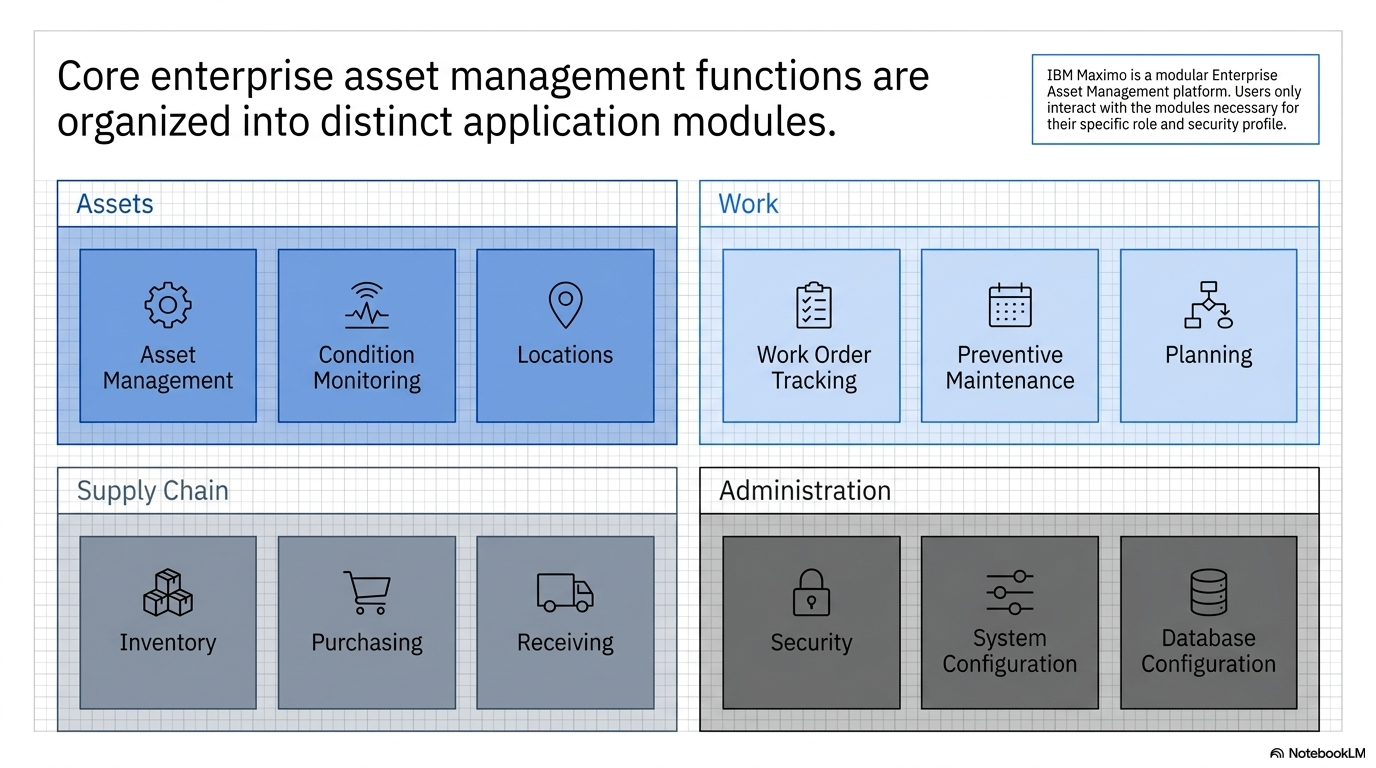 Core enterprise asset management functions are
organized into distinct application modules.
IBM Maximo is a modular Enterprise
Asset Management platform. Users only
interact with the modules necessary for
their specific role and security profile.
Assets
Asset
Management
Condition
Monitoring
Locations
Work
Work Order
Tracking
Preventive
Maintenance
Planning
Supply Chain
Inventory
Purchasing
Receiving
Administration
Security
System
Configuration
Database
Configuration
NotebookLM